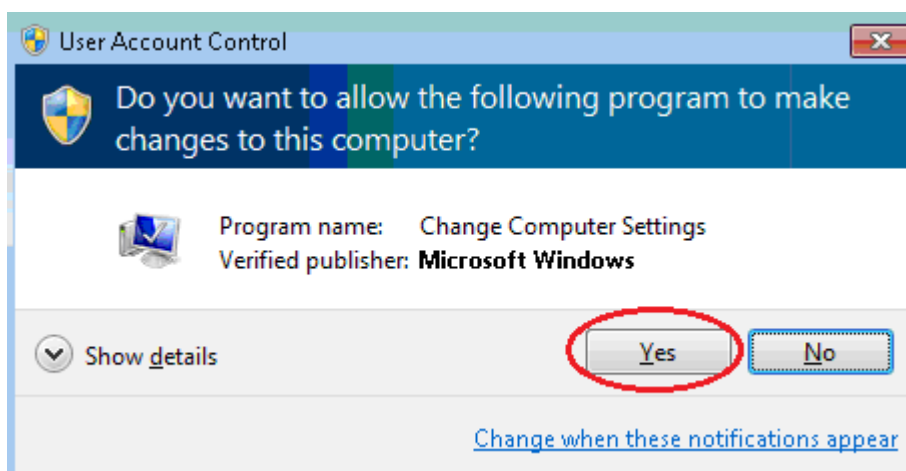 User Account Control
Do you want to allow the following program to make
changes to this computer?
Program name: Change Computer Settings
Verified publisher: Microsoft Windows
Show details
Yes
No
Change when these notifications appear